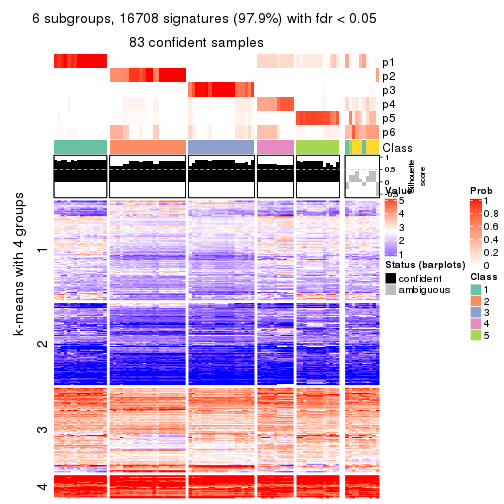 6 subgroups, 16708 signatures (97.9%) with fdr < 0.05
83 confident samples
p1
p2
p3
p4
p5
p6
Class
1
0.5
0
Silhouette
score
k-means with 4 groups
1
2
3
4
Value
5
4
3
2
1
Status (barplots)
confident
ambiguous
Prob
1
0.8
0.6
0.4
0.2
0
Class
1
2
3
4
5